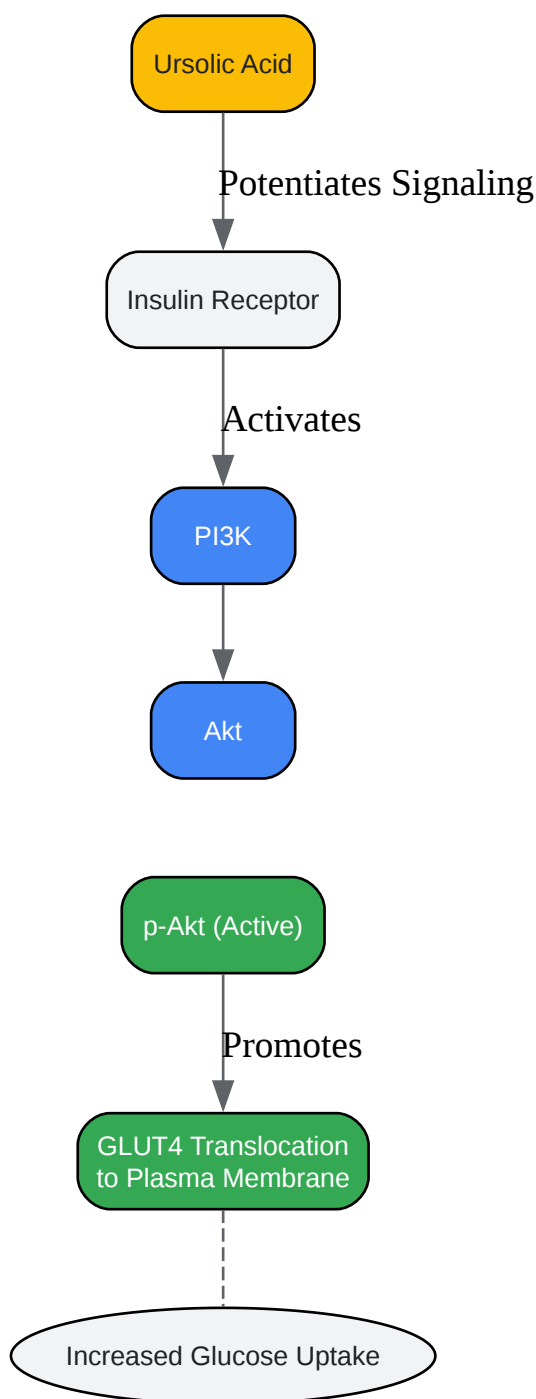 Ursolic Acid
Potentiates Signaling
Insulin Receptor
Activates
PI3K
Akt
p-Akt (Active)
Promotes
GLUT4 Translocation
to Plasma Membrane
Increased Glucose Uptake